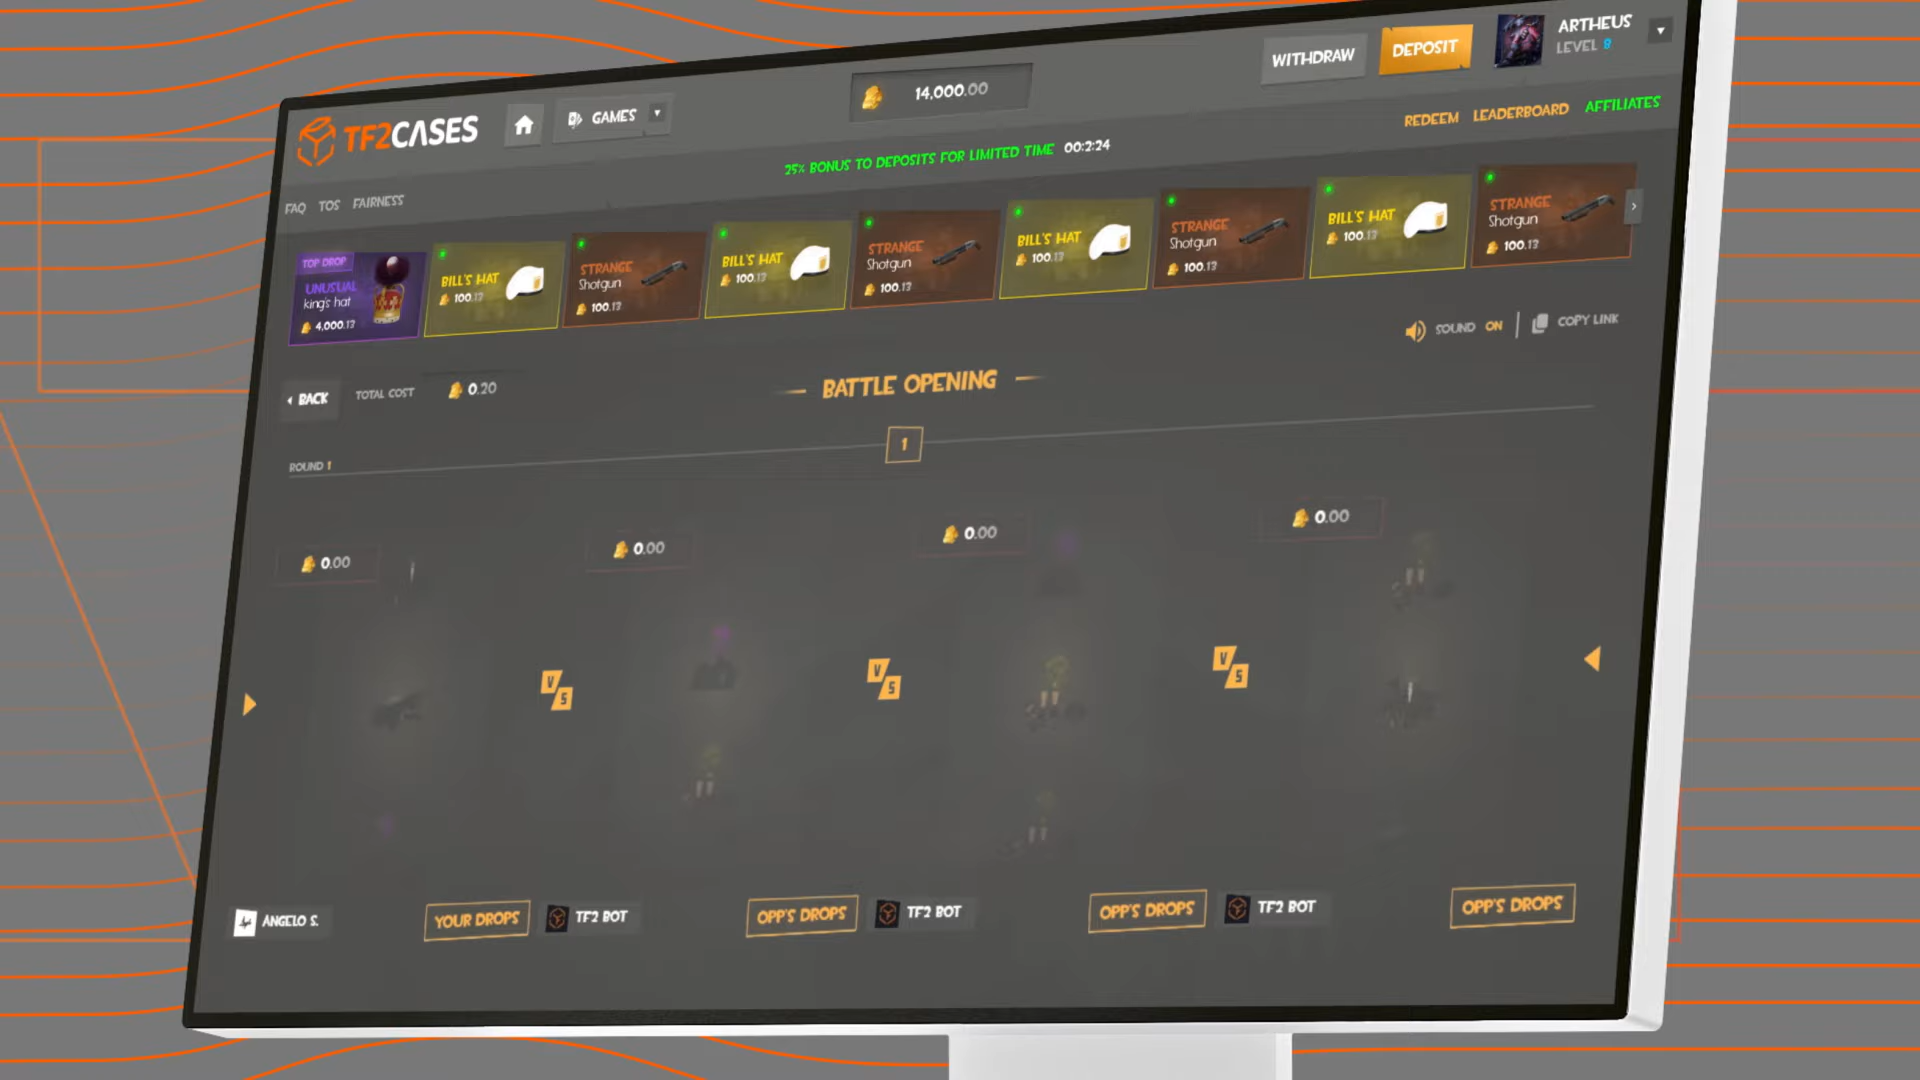 TF2CASES
GAMES
14,000.00
WITHDRAW
DEPOSIT
ARTHEUS
LEVEL 8
FAQ TOS FAIRNESS
25% BONUS TO DEPOSITS FOR LIMITED TIME 00:2:24
REDEEM LEADERBOARD AFFILIATES
TOP DROP
UNUSUAL
king's hat
4,000.13
BILL'S HAT
100.13
STRANGE
Shotgun
100.13
BILL'S HAT
100.13
STRANGE
Shotgun
100.13
BILL'S HAT
100.13
STRANGE
Shotgun
100.13
BILL'S HAT
100.13
STRANGE
Shotgun
100.13
SOUND ON
COPY LINK
BACK
TOTAL COST
0.20
BATTLE OPENING
ROUND 1
1
0.00
0.00
0.00
0.00
VS
VS
VS
ANGELO S.
YOUR DROPS
TF2 BOT
OPP'S DROPS
TF2 BOT
OPP'S DROPS
TF2 BOT
OPP'S DROPS